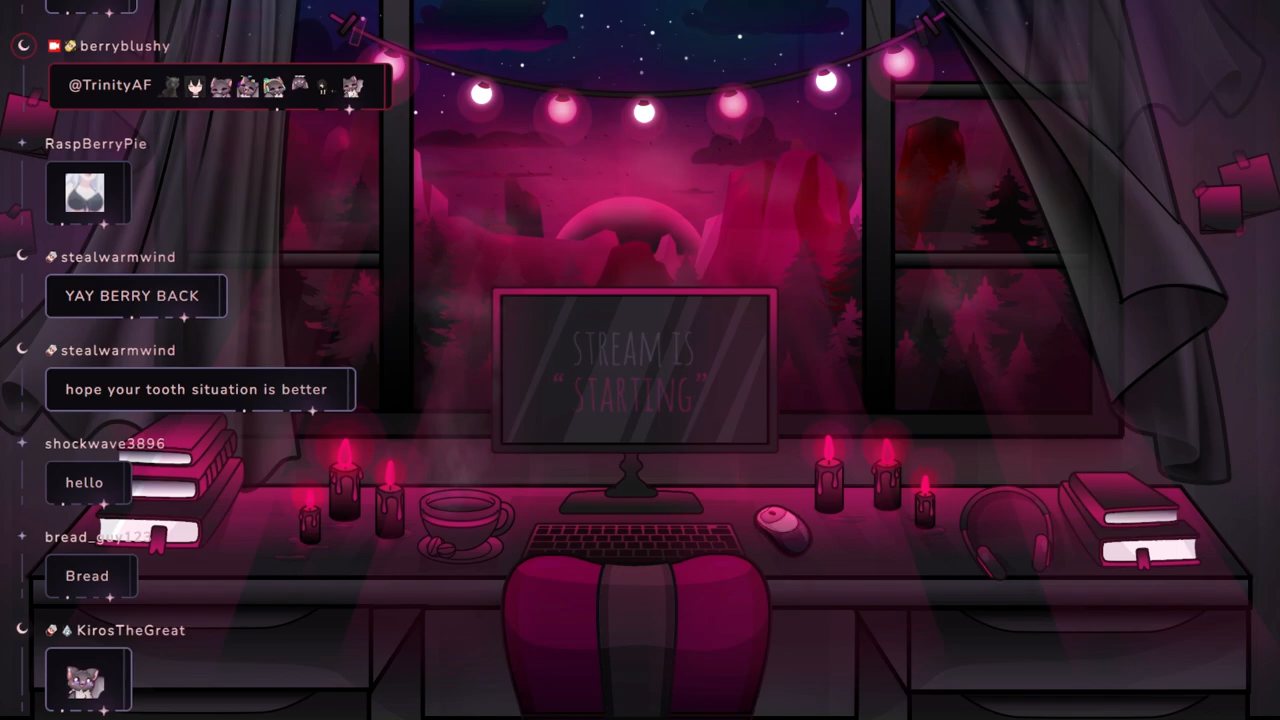 berryblushy
@TrinityAF
RaspBerryPie
stealwarmwind
YAY BERRY BACK
stealwarmwind
hope your tooth situation is better
shockwave3896
hello
bread_guy123
Bread
KirosTheGreat
STREAM IS
“ STARTING”